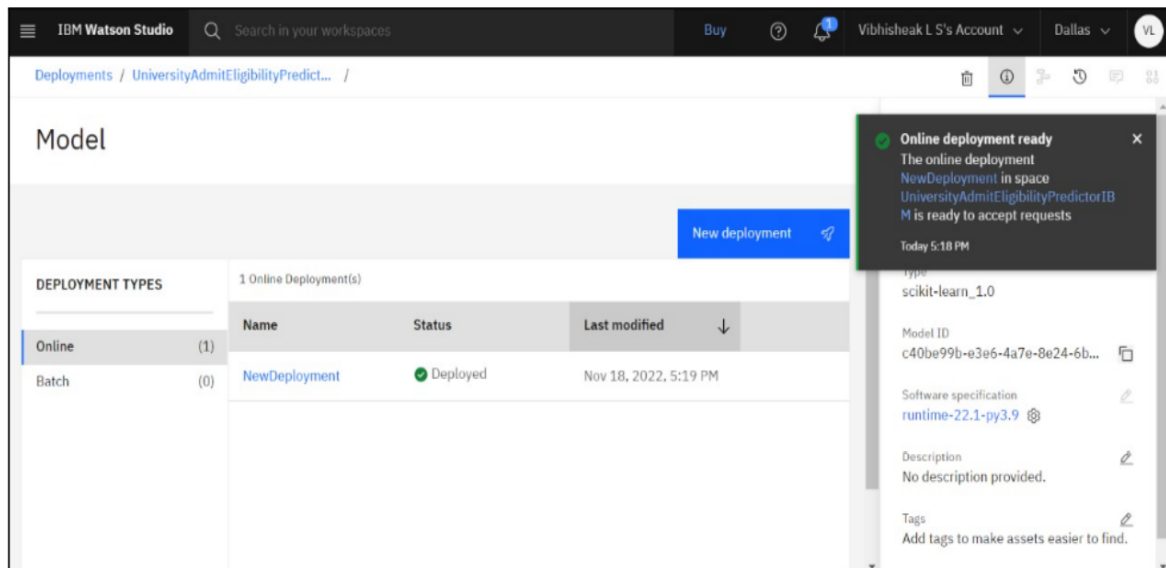 IBM Watson Studio
Search in your workspaces
Buy
1
Vibhisheak L S's Account
Dallas
VL
Deployments / UniversityAdmitEligibilityPredict... /
Model
Online deployment ready
The online deployment
NewDeployment in space
UniversityAdmitEligibilityPredictorIB
M is ready to accept requests
Today 5:18 PM
New deployment
DEPLOYMENT TYPES
Online (1)
Batch (0)
1 Online Deployment(s)
Name Status Last modified
NewDeployment Deployed Nov 18, 2022, 5:19 PM
Type
scikit-learn_1.0
Model ID
c40be99b-e3e6-4a7e-8e24-6b...
Software specification
runtime-22.1-py3.9
Description
No description provided.
Tags
Add tags to make assets easier to find.